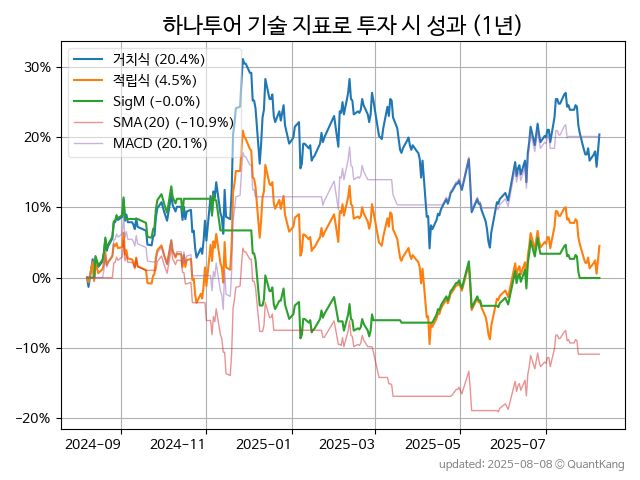 하나투어 기술 지표로 투자 시 성과 (1년)
거치식 (20.4%)
적립식 (4.5%)
SigM (−0.0%)
SMA(20) (−10.9%)
MACD (20.1%)
30%
20%
10%
0%
−10%
−20%
2024-09
2024-11
2025-01
2025-03
2025-05
2025-07
updated: 2025-08-08 © QuantKang